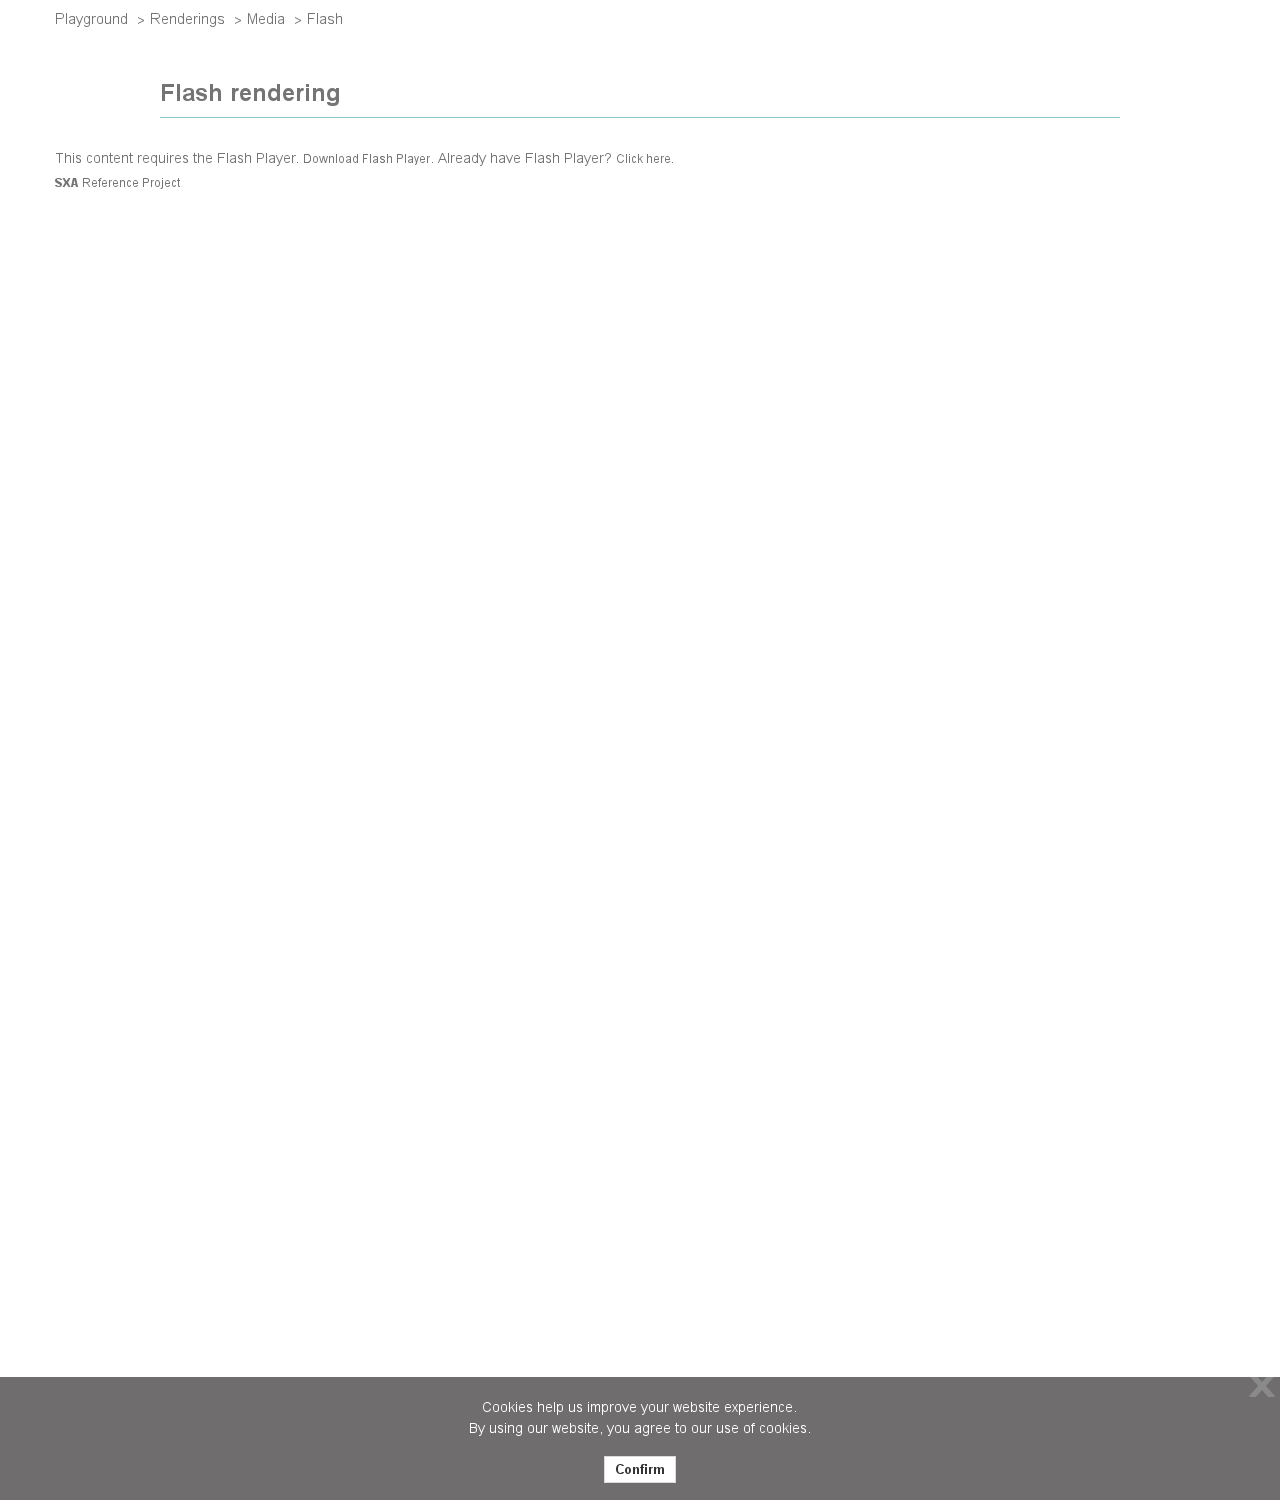 Playground > Renderings > Media > Flash
Flash rendering
This content requires the Flash Player. Download Flash Player. Already have Flash Player? Click here.
SXA Reference Project
X
Cookies help us improve your website experience.
By using our website, you agree to our use of cookies.
Confirm